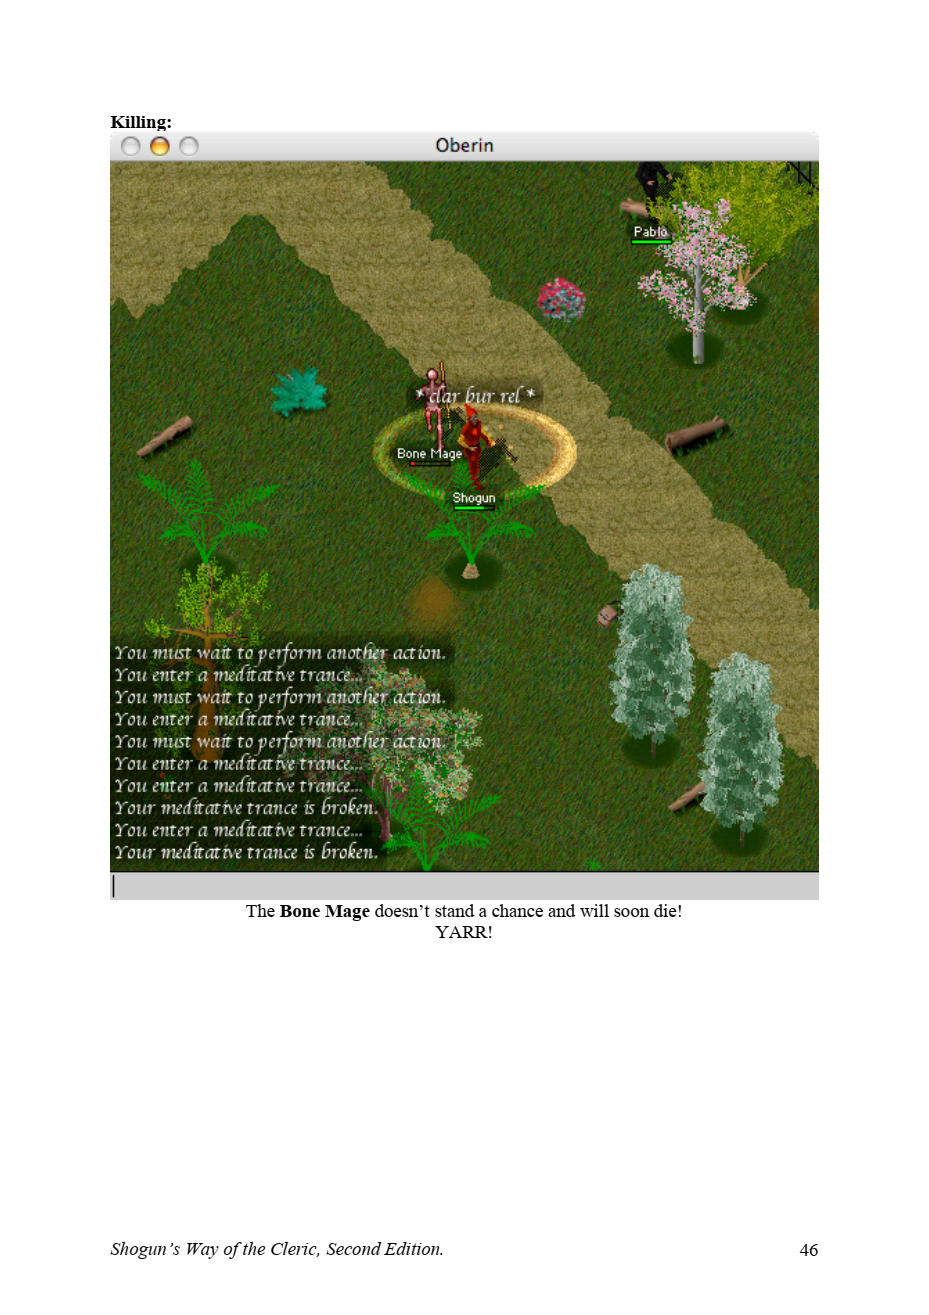 Killing:
Oberin
Pablo
* clar bur rel *
Bone Mage
Shogun
You must wait to perform another action.
You enter a meditative trance...
You must wait to perform another action.
You enter a meditative trance...
You must wait to perform another action.
You enter a meditative trance...
You enter a meditative trance...
Your meditative trance is broken.
You enter a meditative trance...
Your meditative trance is broken.
The Bone Mage doesn’t stand a chance and will soon die!
YARR!
Shogun’s Way of the Cleric, Second Edition. 46